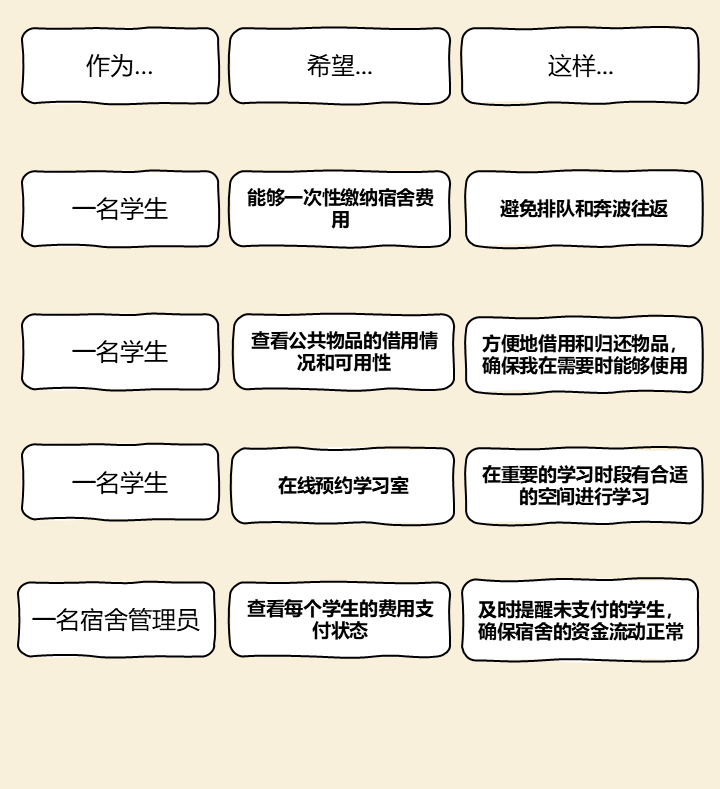 作为...
希望...
这样...
一名学生
能够一次性缴纳宿舍费
用
避免排队和奔波往返
一名学生
查看公共物品的借用情
况和可用性
方便地借用和归还物品，
确保我在需要时能够使用
一名学生
在线预约学习室
在重要的学习时段有合适
的空间进行学习
一名宿舍管理员
查看每个学生的费用支
付状态
及时提醒未支付的学生，
确保宿舍的资金流动正常